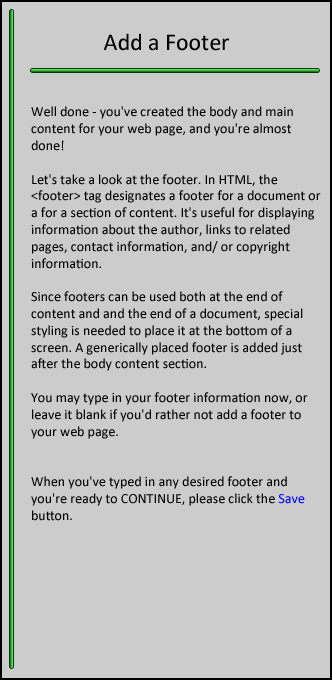 Add a Footer
Well done - you've created the body and main
content for your web page, and you're almost
done!
Let's take a look at the footer. In HTML, the
<footer> tag designates a footer for a document or
a for a section of content. It's useful for displaying
information about the author, links to related
pages, contact information, and/ or copyright
information.
Since footers can be used both at the end of
content and and the end of a document, special
styling is needed to place it at the bottom of a
screen. A generically placed footer is added just
after the body content section.
You may type in your footer information now, or
leave it blank if you'd rather not add a footer to
your web page.
When you've typed in any desired footer and
you're ready to CONTINUE, please click the Save
button.